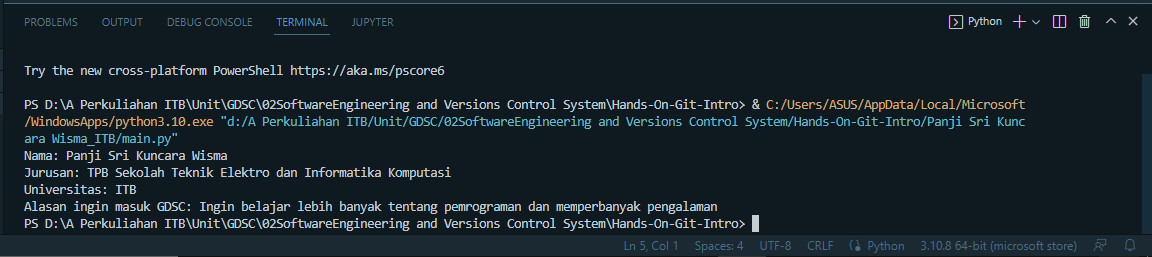 PROBLEMS OUTPUT DEBUG CONSOLE TERMINAL JUPYTER Python
Try the new cross-platform PowerShell https://aka.ms/pscore6
PS D:\A Perkuliahan ITB\Unit\GDSC\02SoftwareEngineering and Versions Control System\Hands-On-Git-Intro> & C:/Users/ASUS/AppData/Local/Microsoft
/WindowsApps/python3.10.exe "d:/A Perkuliahan ITB/Unit/GDSC/02SoftwareEngineering and Versions Control System/Hands-On-Git-Intro/Panji Sri Kunc
ara Wisma_ITB/main.py"
Nama: Panji Sri Kuncara Wisma
Jurusan: TPB Sekolah Teknik Elektro dan Informatika Komputasi
Universitas: ITB
Alasan ingin masuk GDSC: Ingin belajar lebih banyak tentang pemrograman dan memperbanyak pengalaman
PS D:\A Perkuliahan ITB\Unit\GDSC\02SoftwareEngineering and Versions Control System\Hands-On-Git-Intro>
Ln 5, Col 1 Spaces: 4 UTF-8 CRLF Python 3.10.8 64-bit (microsoft store)